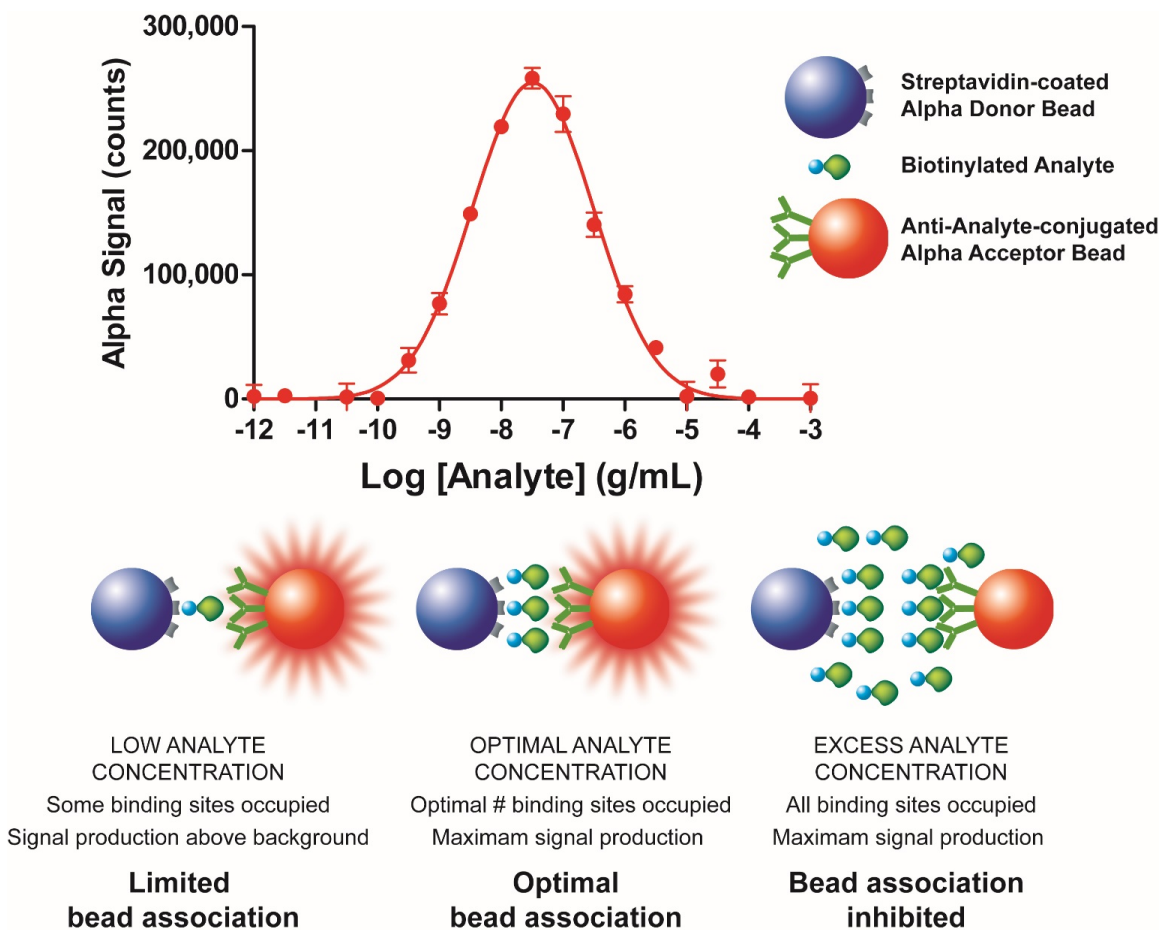 300,000
200,000
100,000
0
Alpha Signal (counts)
-12 -11 -10 -9 -8 -7 -6 -5 -4 -3
Log [Analyte] (g/mL)
Streptavidin-coated
Alpha Donor Bead
Biotinylated Analyte
Anti-Analyte-conjugated
Alpha Acceptor Bead
LOW ANALYTE
CONCENTRATION
Some binding sites occupied
Signal production above background
Limited
bead association
OPTIMAL ANALYTE
CONCENTRATION
Optimal # binding sites occupied
Maximam signal production
Optimal
bead association
EXCESS ANALYTE
CONCENTRATION
All binding sites occupied
Maximam signal production
Bead association
inhibited